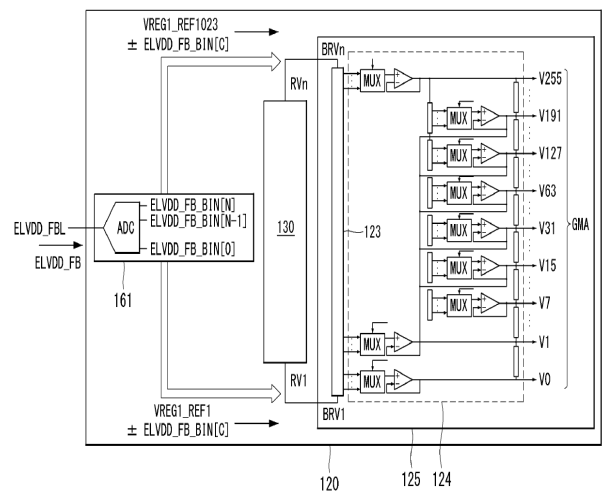 VREG1_REF1023
± ELVDD_FB_BIN[C]
BRVn
RVn
MUX
+
−
V255
MUX
+
−
V191
MUX
+
−
V127
ELVDD_FB_BIN[N]
ELVDD_FB_BIN[N-1]
ADC
ELVDD_FB_BIN[0]
MUX
+
−
V63
130
123
GMA
ELVDD_FBL
ELVDD_FB
MUX
+
−
V31
161
MUX
+
−
V15
MUX
+
−
V7
MUX
+
−
V1
RV1
MUX
+
−
V0
VREG1_REF1
± ELVDD_FB_BIN[C]
BRV1
120
125
124